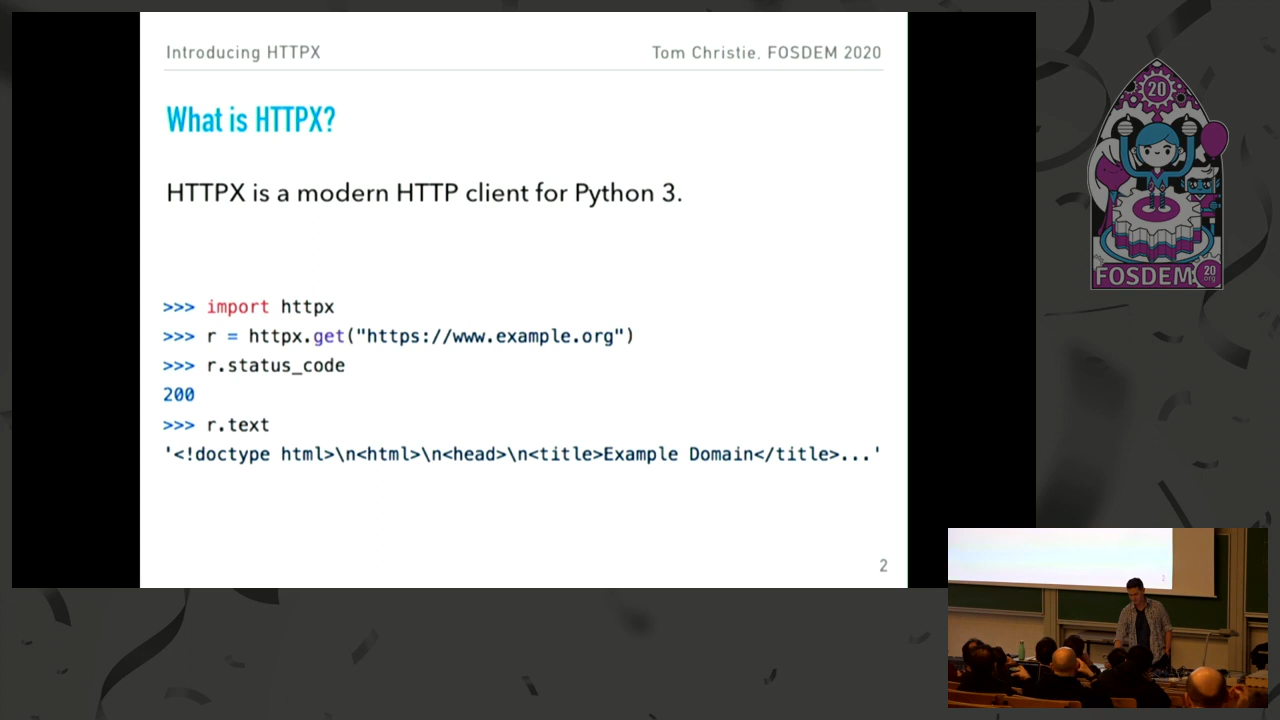 Introducing HTTPX
Tom Christie, FOSDEM 2020
What is HTTPX?
HTTPX is a modern HTTP client for Python 3.
>>> import httpx
>>> r = httpx.get("https://www.example.org")
>>> r.status_code
200
>>> r.text
'<!doctype html>\n<html>\n<head>\n<title>Example Domain</title>...'
2
20
FOSDEM
20
.org
2